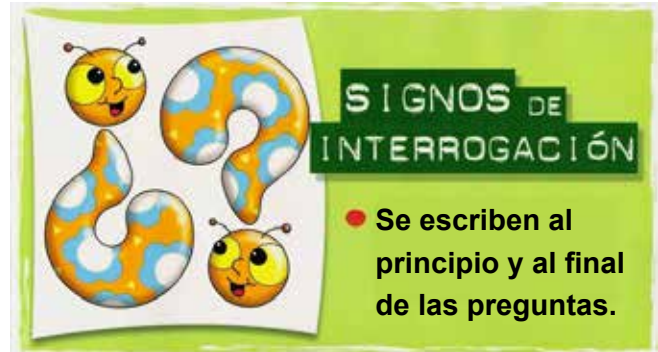 SIGNOS DE
INTERROGACIÓN
Se escriben al
principio y al final
de las preguntas.